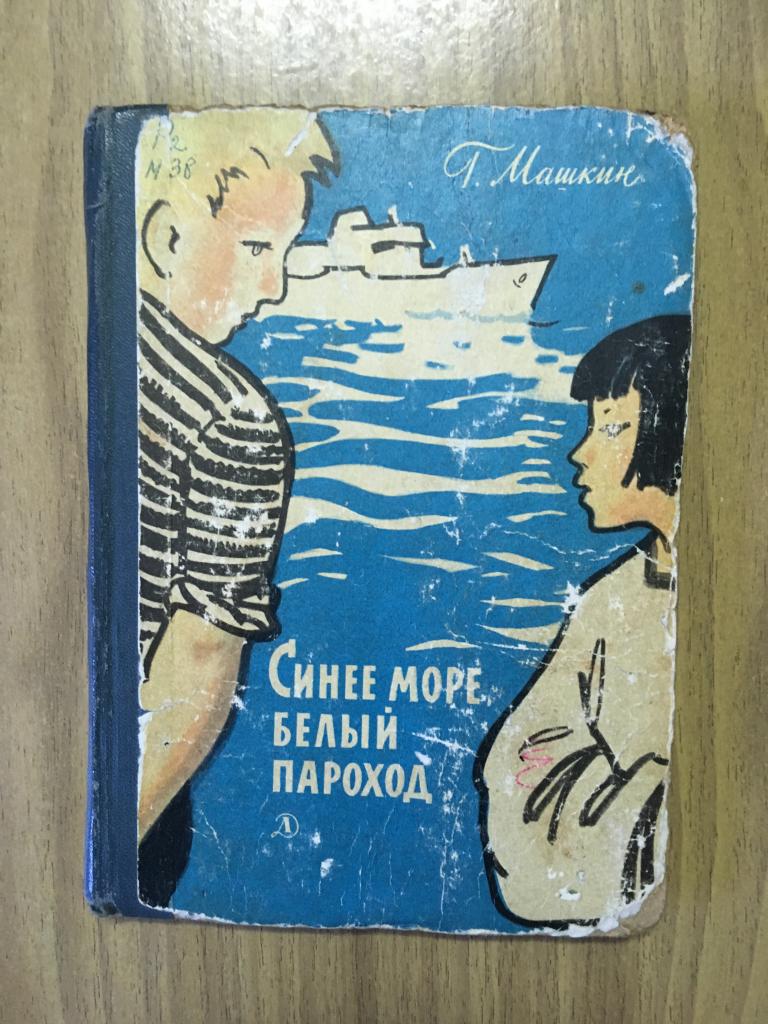 Р2
М 38
Г. Машкин
Синее море,
белый
пароход
Д